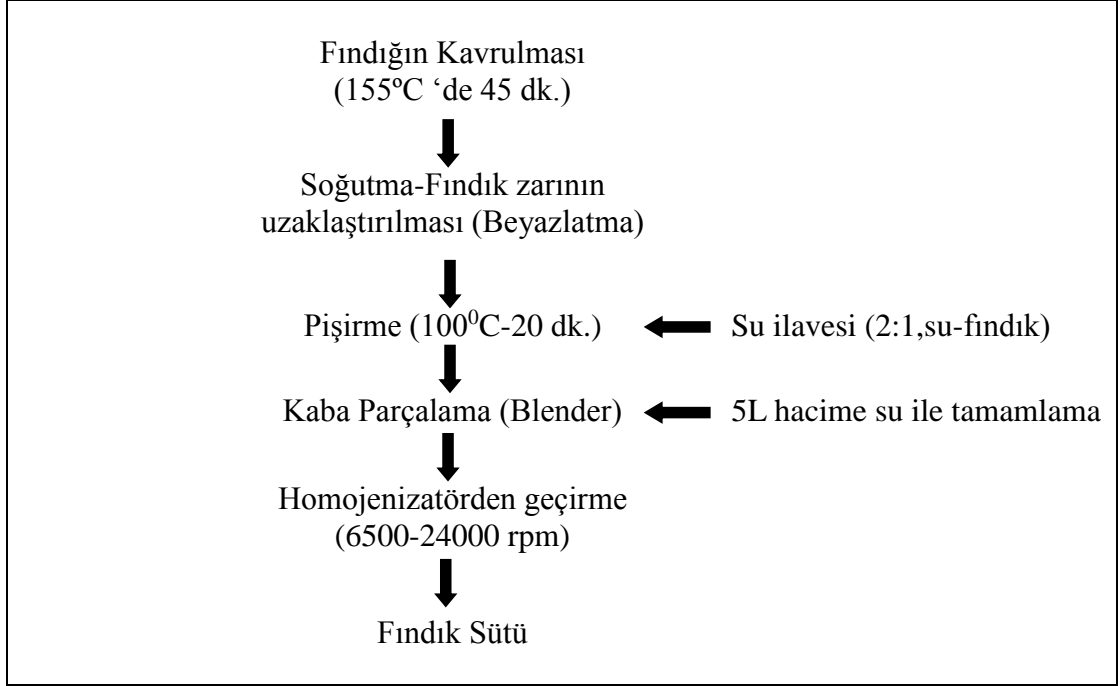 Fındığın Kavrulması
(155ºC ‘de 45 dk.)
Soğutma-Fındık zarının
uzaklaştırılması (Beyazlatma)
Pişirme (100⁰C-20 dk.)
Su ilavesi (2:1,su-fındık)
Kaba Parçalama (Blender)
5L hacime su ile tamamlama
Homojenizatörden geçirme
(6500-24000 rpm)
Fındık Sütü